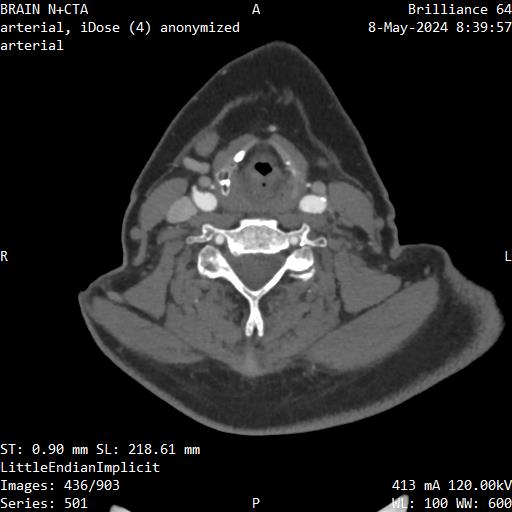 BRAIN N+CTA
A
Brilliance 64
arterial, iDose (4) anonymized
8-May-2024 8:39:57
arterial
R
L
ST: 0.90 mm SL: 218.61 mm
LittleEndianImplicit
Images: 436/903
413 mA 120.00kV
Series: 501
P
WL: 100 WW: 600